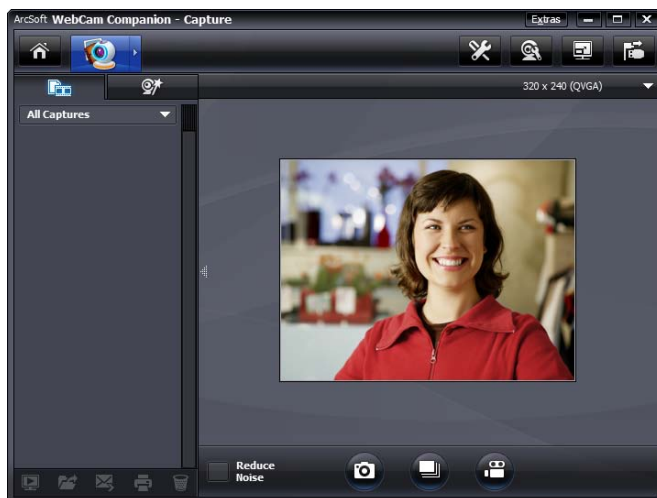 ArcSoft WebCam Companion - Capture
Extras
320 x 240 (QVGA)
All Captures
Reduce
Noise